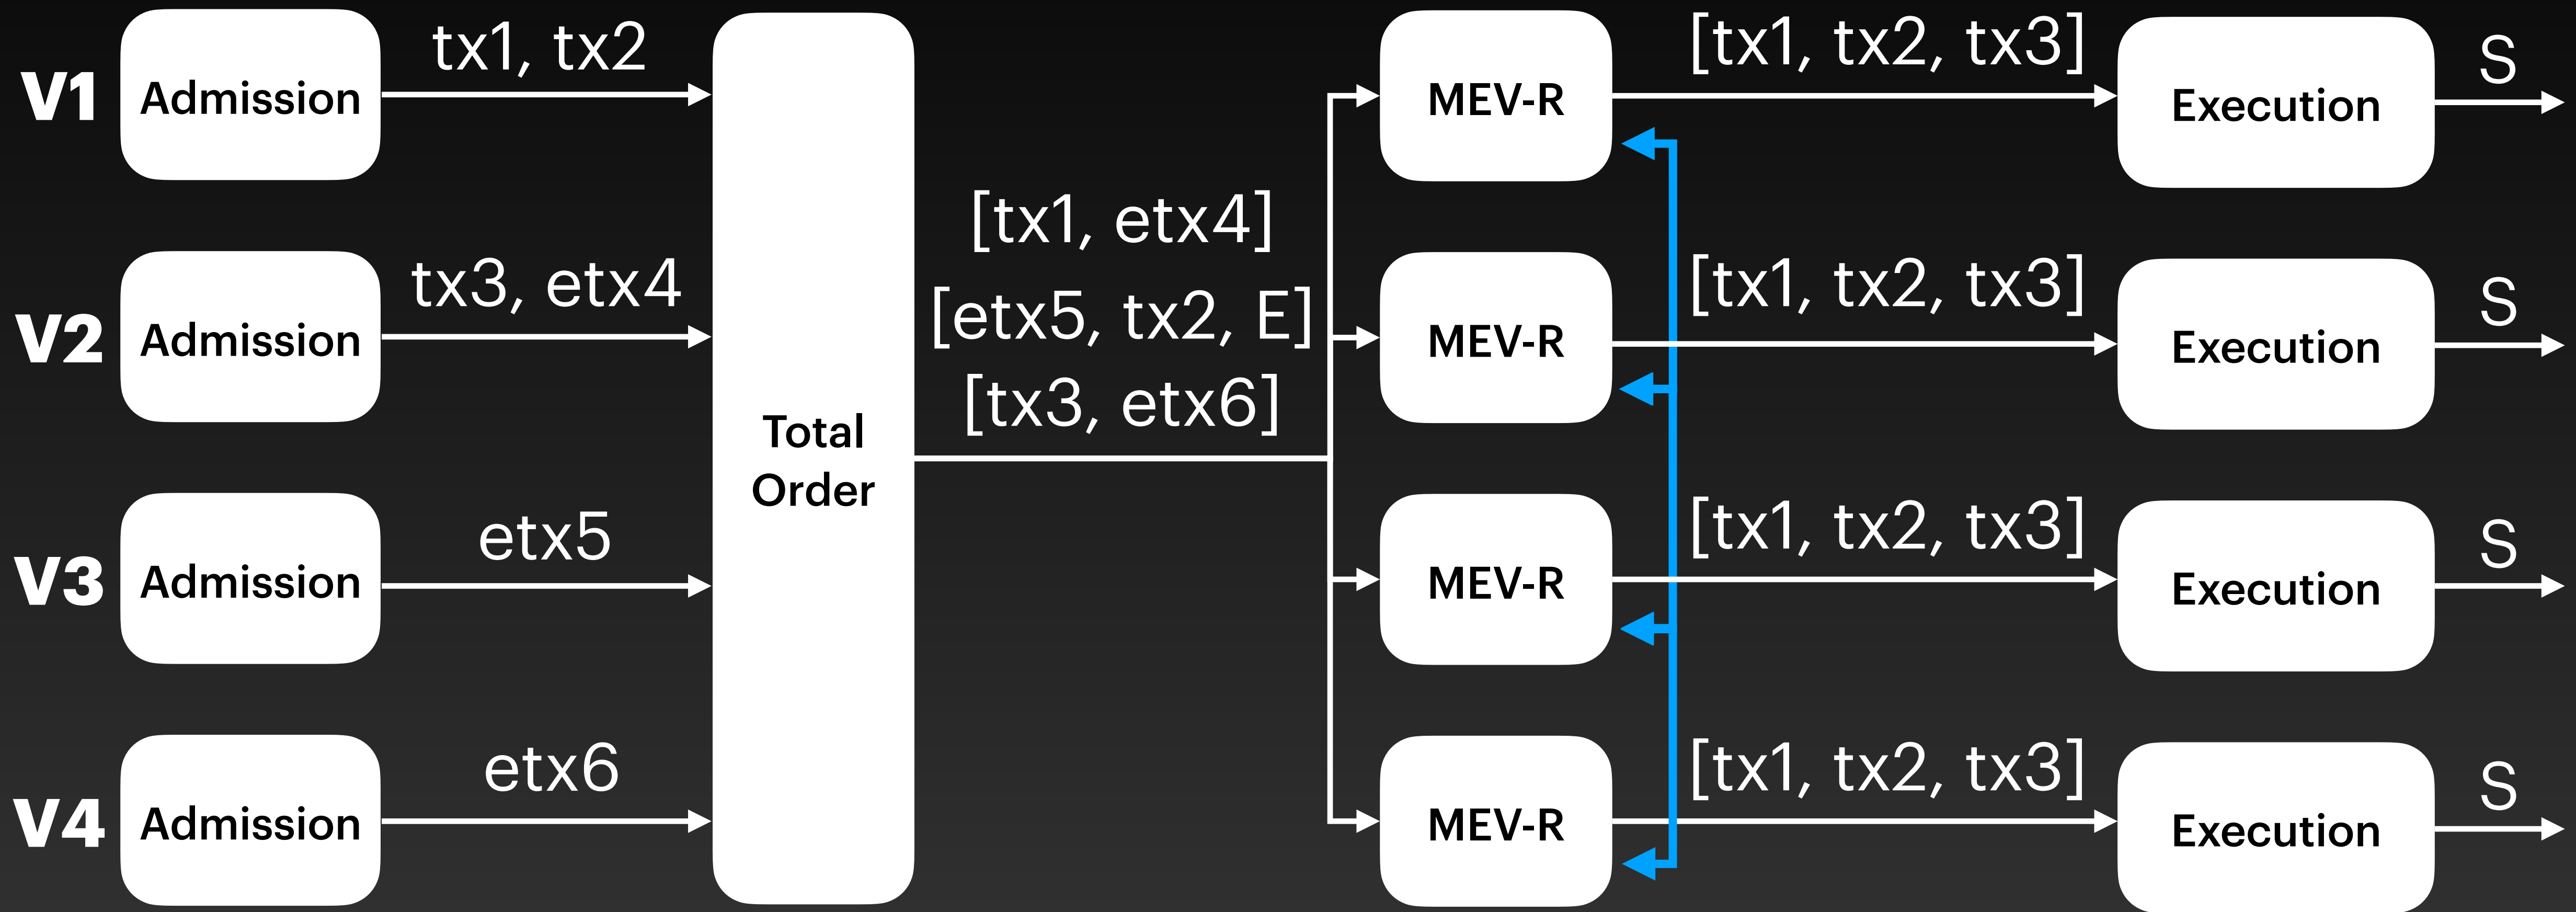 V1
Admission
tx1, tx2
MEV-R
[tx1, tx2, tx3]
Execution
S
V2
Admission
tx3, etx4
Total
Order
[tx1, etx4]
[etx5, tx2, E]
[tx3, etx6]
MEV-R
[tx1, tx2, tx3]
Execution
S
V3
Admission
etx5
MEV-R
[tx1, tx2, tx3]
Execution
S
V4
Admission
etx6
MEV-R
[tx1, tx2, tx3]
Execution
S